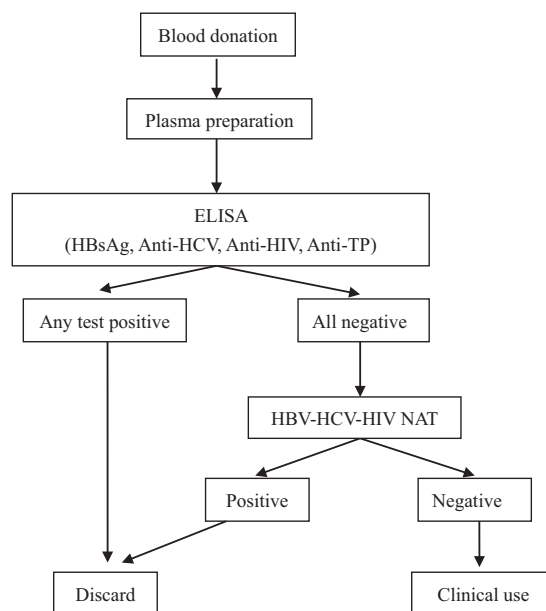 Blood donation
Plasma preparation
ELISA
(HBsAg, Anti-HCV, Anti-HIV, Anti-TP)
Any test positive
All negative
HBV-HCV-HIV NAT
Positive
Negative
Discard
Clinical use